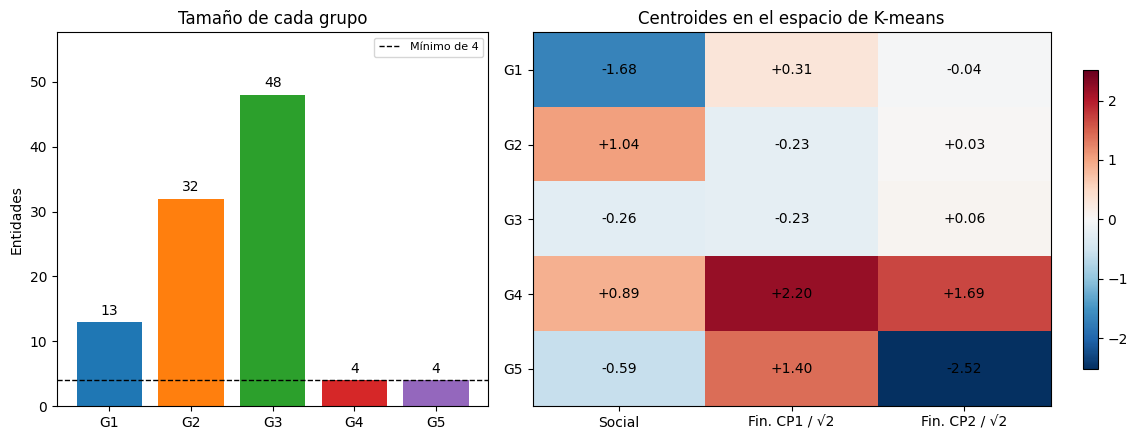 Tamaño de cada grupo
Mínimo de 4
Entidades
50
40
30
20
10
0
13
32
48
4
4
G1
G2
G3
G4
G5
Centroides en el espacio de K-means
G1
G2
G3
G4
G5
-1.68 +0.31 -0.04
+1.04 -0.23 +0.03
-0.26 -0.23 +0.06
+0.89 +2.20 +1.69
-0.59 +1.40 -2.52
Social
Fin. CP1 / √2
Fin. CP2 / √2
2
1
0
−1
−2